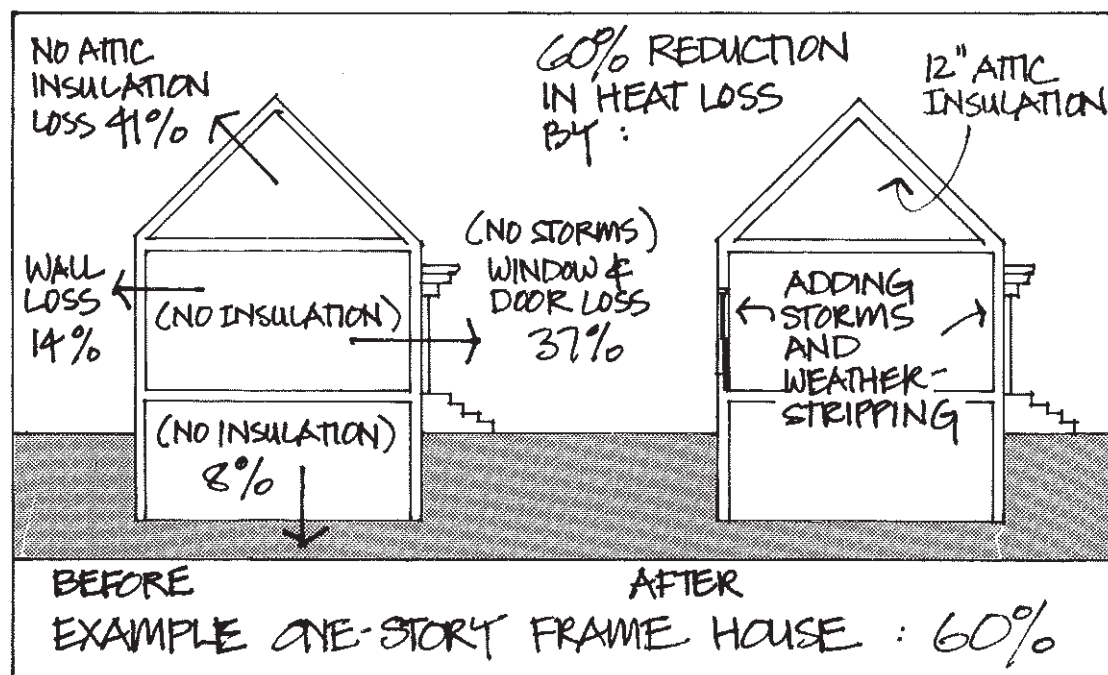 NO ATTIC
INSULATION
LOSS 41%
60% REDUCTION
IN HEAT LOSS
BY :
12" ATTIC
INSULATION
WALL
LOSS
14%
(NO INSULATION)
(NO STORMS)
WINDOW &
DOOR LOSS
37%
ADDING
STORMS
AND
WEATHER-
STRIPPING
(NO INSULATION)
8%
BEFORE
AFTER
EXAMPLE ONE-STORY FRAME HOUSE : 60%